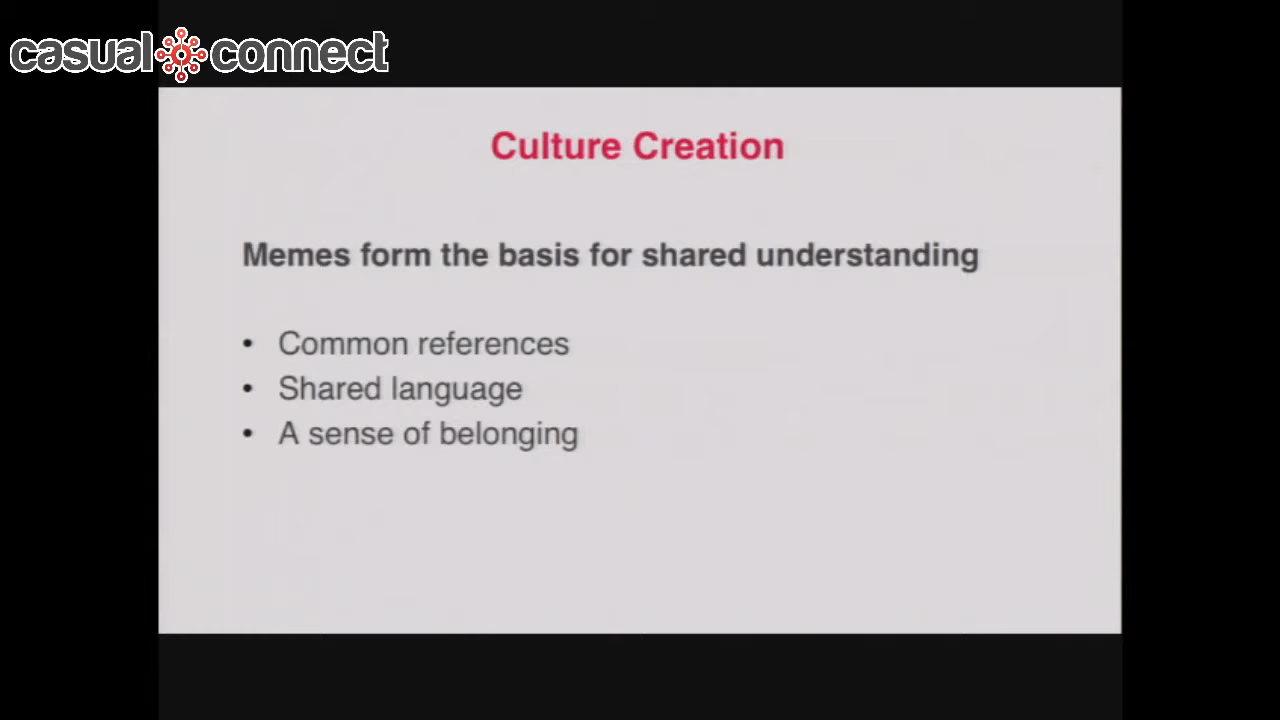 casual connect
Culture Creation
Memes form the basis for shared understanding
• Common references
• Shared language
• A sense of belonging